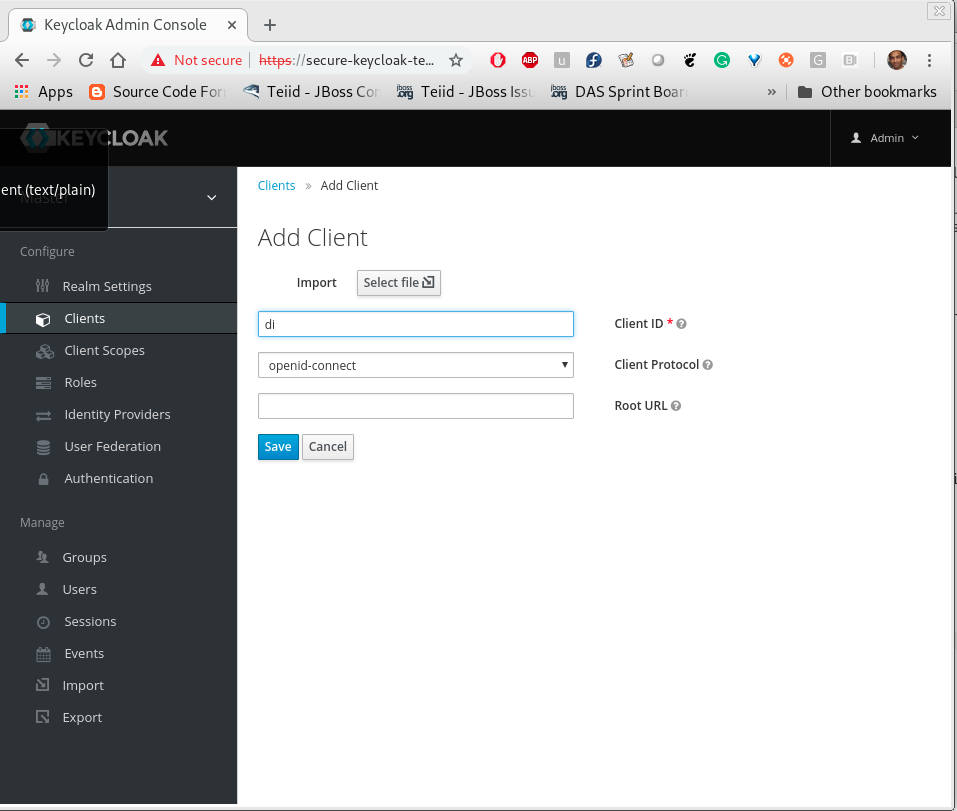 Keycloak Admin Console
Not secure | https://secure-keycloak-te...
ABP u G B
Apps Source Code For Teiid - JBoss Con Teiid - JBoss Issu DAS Sprint Boar » Other bookmarks
KEYCLOAK Admin
ent (text/plain)
Master
Clients » Add Client
Add Client
Configure
Import Select file
Realm Settings
di Client ID *
Clients
Client Scopes
openid-connect Client Protocol
Roles
Root URL
Identity Providers
User Federation
Save Cancel
Authentication
Manage
Groups
Users
Sessions
Events
Import
Export